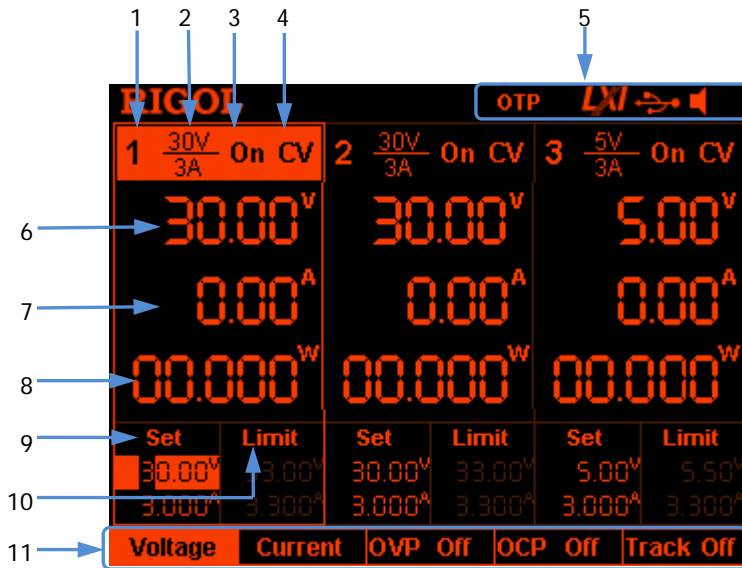 1 2 3 4 5
RIGOL OTP LXI
1 30V/3A On CV 2 30V/3A On CV 3 5V/3A On CV
6 30.00V 30.00V 5.00V
7 0.00A 0.00A 0.00A
8 00.000W 00.000W 00.000W
9 Set Limit Set Limit Set Limit
30.00V 33.00V 30.00V 33.00V 5.00V 5.50V
10 3.000A 3.300A 3.000A 3.300A 3.000A 3.300A
11 Voltage Current OVP Off OCP Off Track Off